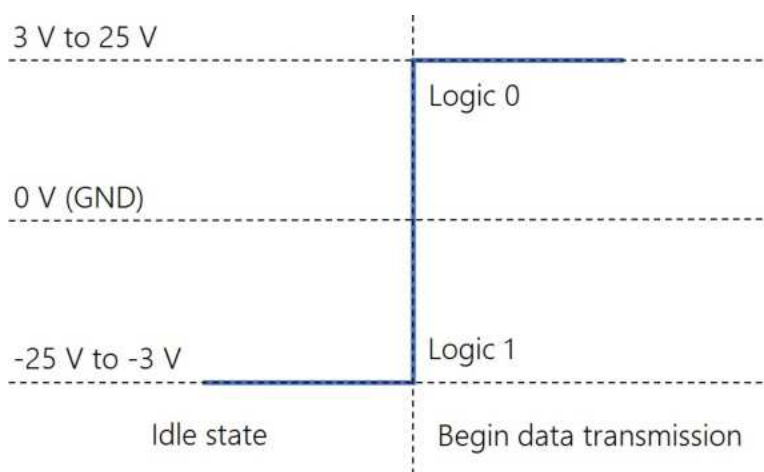 3 V to 25 V
Logic 0
0 V (GND)
Logic 1
-25 V to -3 V
Idle state
Begin data transmission